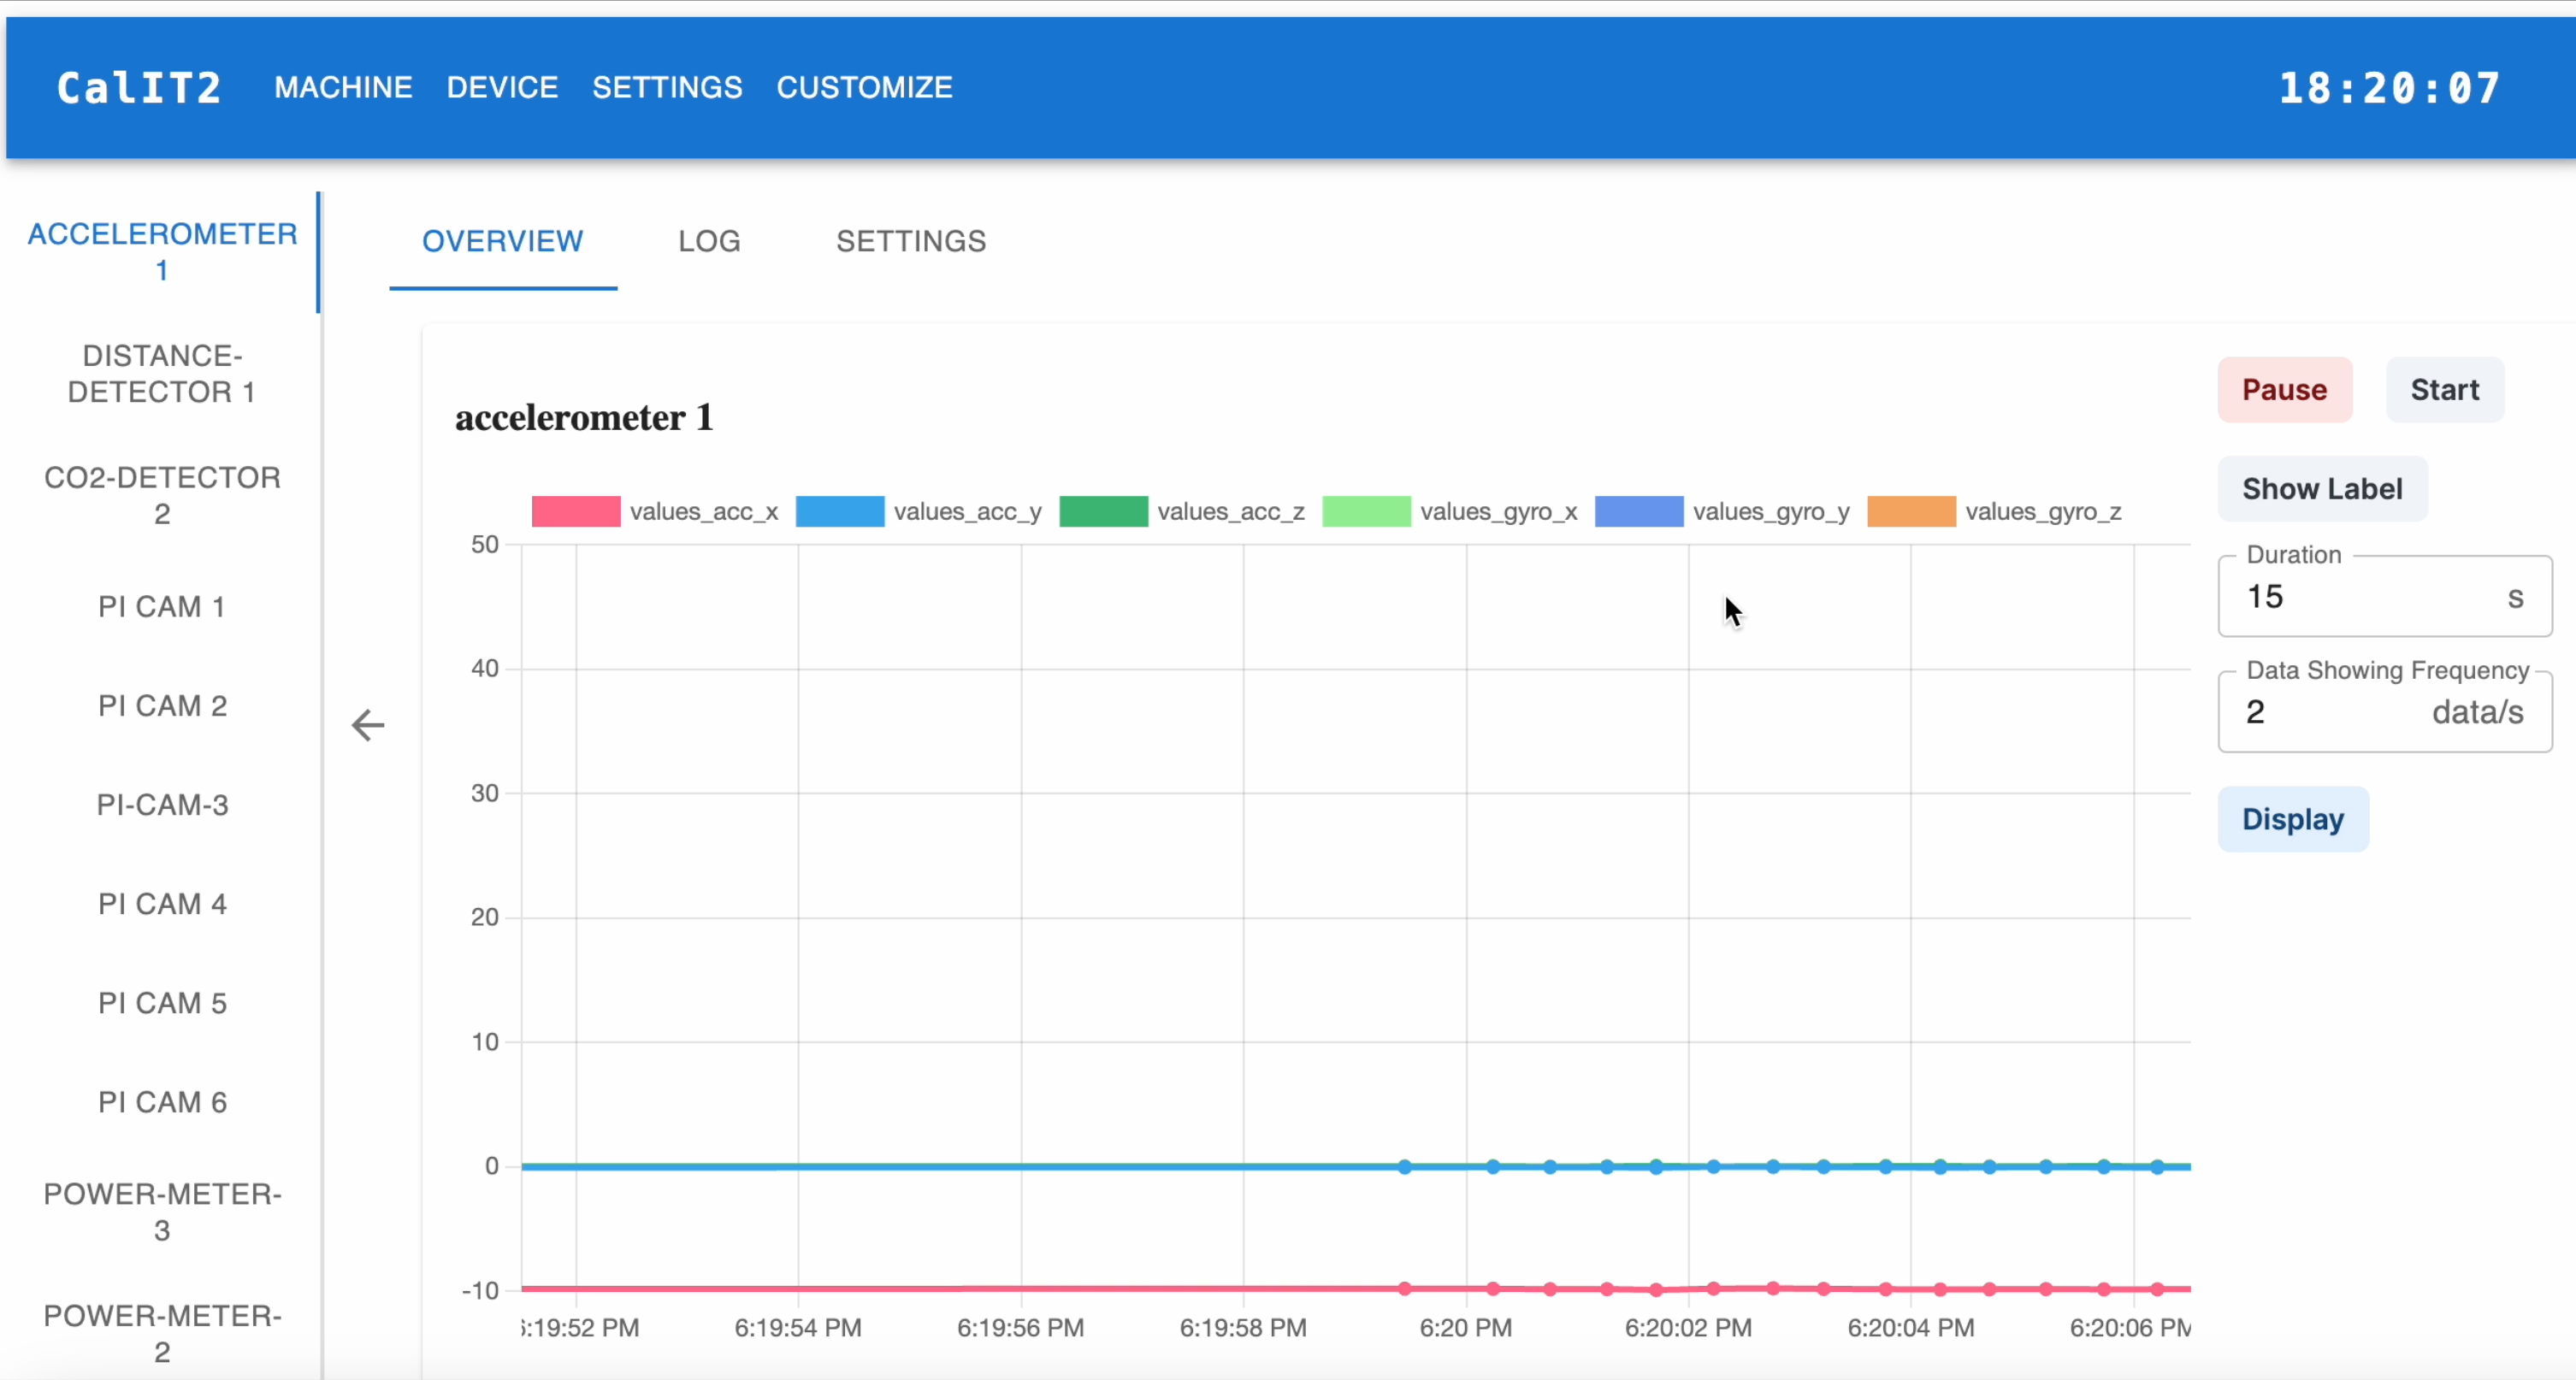 CalIT2 MACHINE DEVICE SETTINGS CUSTOMIZE 18:20:07
ACCELEROMETER
1
DISTANCE-
DETECTOR 1
CO2-DETECTOR
2
PI CAM 1
PI CAM 2
PI-CAM-3
PI CAM 4
PI CAM 5
PI CAM 6
POWER-METER-
3
POWER-METER-
2
OVERVIEW LOG SETTINGS
accelerometer 1
values_acc_x values_acc_y values_acc_z values_gyro_x values_gyro_y values_gyro_z
50
40
30
20
10
0
-10
6:19:52 PM 6:19:54 PM 6:19:56 PM 6:19:58 PM 6:20 PM 6:20:02 PM 6:20:04 PM 6:20:06 PM
Pause Start
Show Label
Duration
15 s
Data Showing Frequency
2 data/s
Display